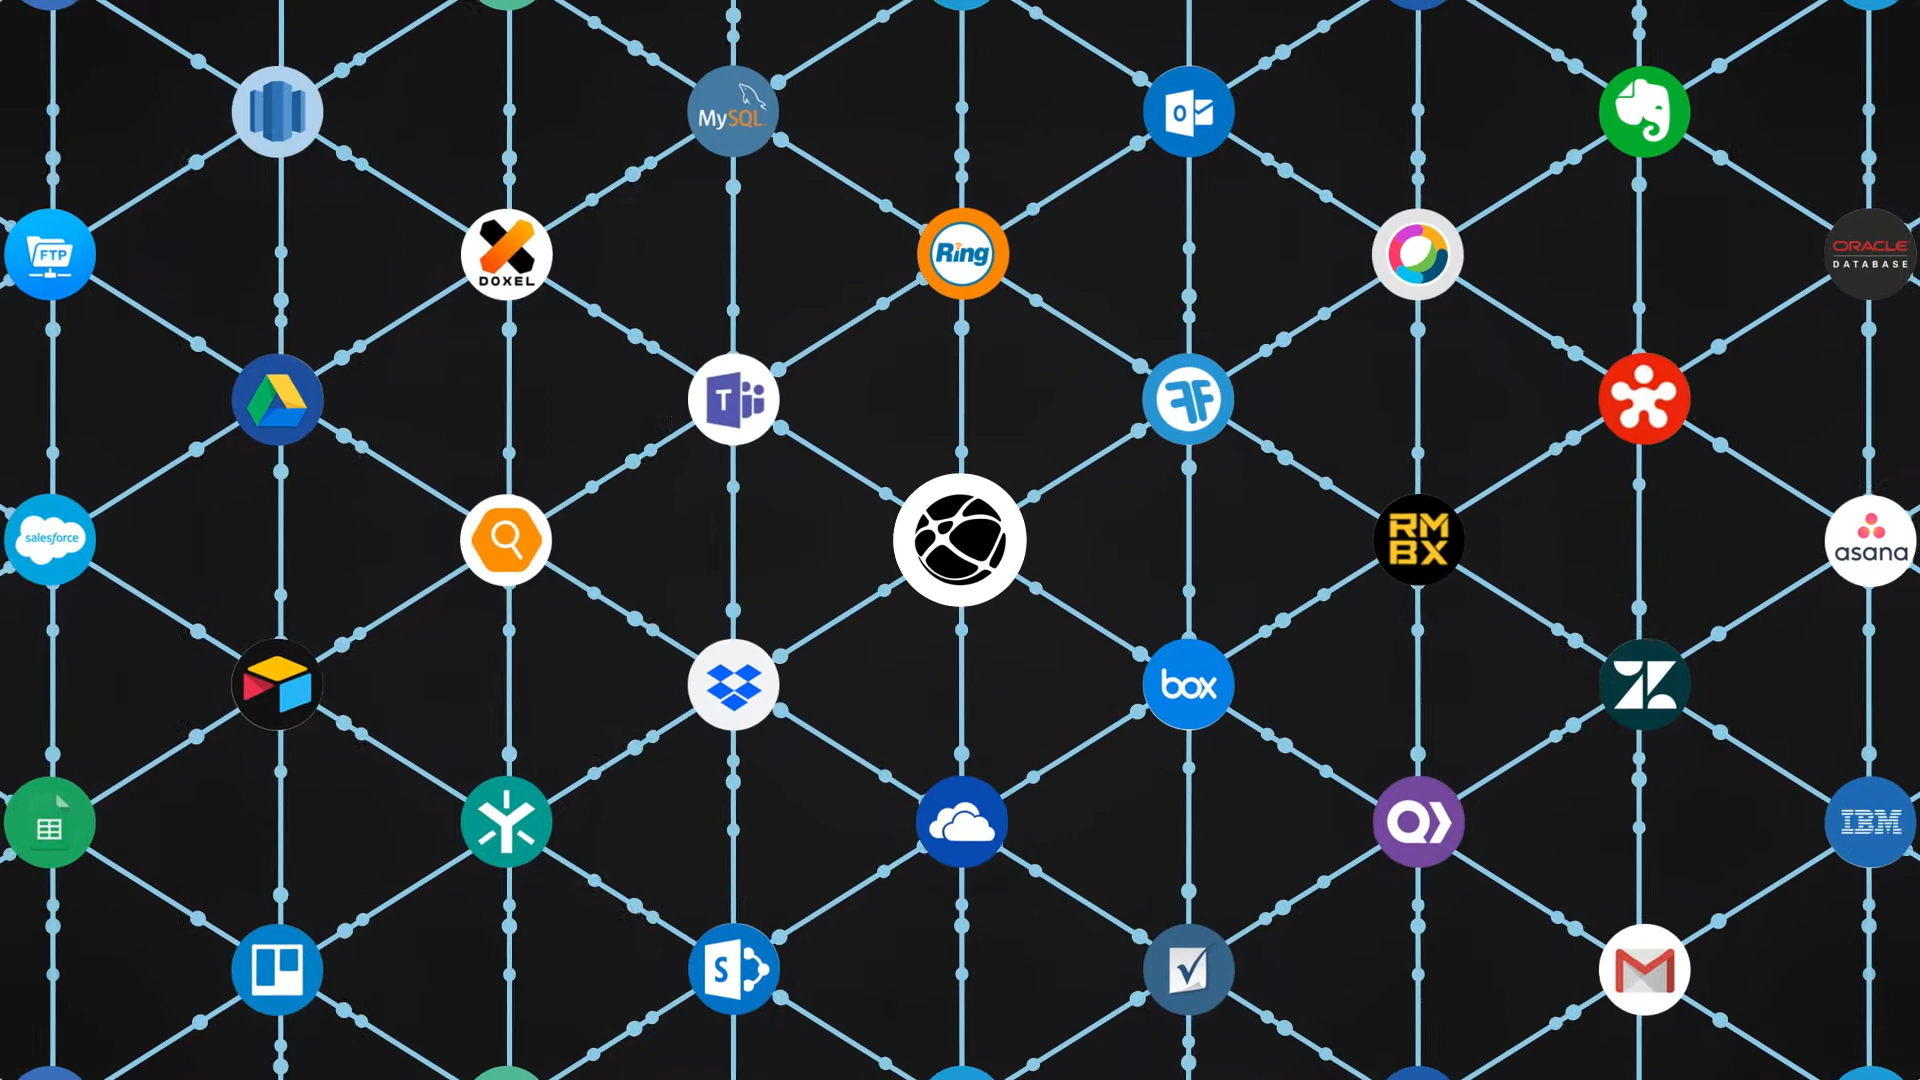 MySQL
O
FTP
DOXEL
Ring
ORACLE
DATABASE
T
salesforce
RM
BX
asana
box
IBM
S